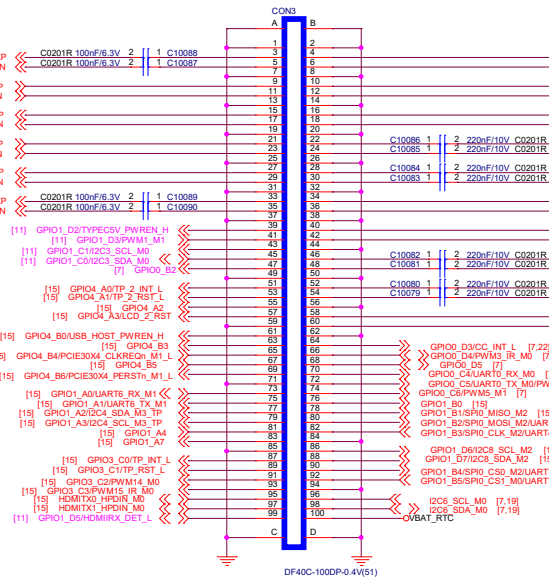 CON3
A B
1 2
P C0201R 100nF/6.3V 2 1 C10088 3 4
N C0201R 100nF/6.3V 2 1 C10087 5 6
7 8
9 10
11 12
13 14
15 16
17 18
19 20
21 22 C10086 1 2 220nF/10V C0201R
23 24 C10085 1 2 220nF/10V C0201R
25 26
27 28 C10084 1 2 220nF/10V C0201R
29 30 C10083 1 2 220nF/10V C0201R
31 32
P C0201R 100nF/6.3V 2 1 C10089 33 34
N C0201R 100nF/6.3V 2 1 C10090 35 36
37 38
[11] GPIO1_D2/TYPEC5V_PWREN_H 39 40
[11] GPIO1_D3/PWM1_M1 41 42
43 44
[11] GPIO1_C1/I2C3_SCL_M0 45 46 C10082 1 2 220nF/10V C0201R
[11] GPIO1_C0/I2C3_SDA_M0 47 48 C10081 1 2 220nF/10V C0201R
[7] GPIO0_B2 49 50
[15] GPIO4_A0/TP_2_INT_L 51 52 C10080 1 2 220nF/10V C0201R
[15] GPIO4_A1/TP_2_RST_L 53 54 C10079 1 2 220nF/10V C0201R
[15] GPIO4_A2 55 56
[15] GPIO4_A3/LCD_2_RST 57 58
59 60
[15] GPIO4_B0/USB_HOST_PWREN_H 61 62
[15] GPIO4_B3 63 64 GPIO0_D3/CC_INT_L [7,22]
GPIO4_B4/PCIE30X4_CLKREQn_M1_L 65 66 GPIO0_D4/PWM3_IR_M0
[15] GPIO4_B5 67 68 GPIO0_D5 [7]
[15] GPIO4_B6/PCIE30X4_PERSTn_M1_L 69 70 GPIO0_C4/UART0_RX_M0
71 72 GPIO0_C5/UART0_TX_M0/PW
[15] GPIO1_A0/UART6_RX_M1 73 74 GPIO0_C6/PWM5_M1 [7]
[15] GPIO1_A1/UART6_TX_M1 75 76 GPIO1_B0 [15]
[15] GPIO1_A2/I2C4_SDA_M3_TP 77 78 GPIO1_B1/SPI0_MISO_M2
[15] GPIO1_A3/I2C4_SCL_M3_TP 79 80 GPIO1_B2/SPI0_MOSI_M2/UAR
[15] GPIO1_A4 81 82 GPIO1_B3/SPI0_CLK_M2/UART
[15] GPIO1_A7 83 84
85 86 GPIO1_D6/I2C8_SCL_M2
[15] GPIO3_C0/TP_INT_L 87 88 GPIO1_D7/I2C8_SDA_M2
[15] GPIO3_C1/TP_RST_L 89 90 GPIO1_B4/SPI0_CS0_M2/UART
[15] GPIO3_C2/PWM14_M0 91 92 GPIO1_B5/SPI0_CS1_M0/UART
[15] GPIO3_C3/PWM15_IR_M0 93 94
[15] HDMITX0_HPDIN_M0 95 96 I2C6_SCL_M0 [7,19]
[15] HDMITX1_HPDIN_M0 97 98 I2C6_SDA_M0 [7,19]
[11] GPIO1_D5/HDMIIRX_DET_L 99 100 VBAT_RTC
C D
DF40C-100DP-0.4V(51)